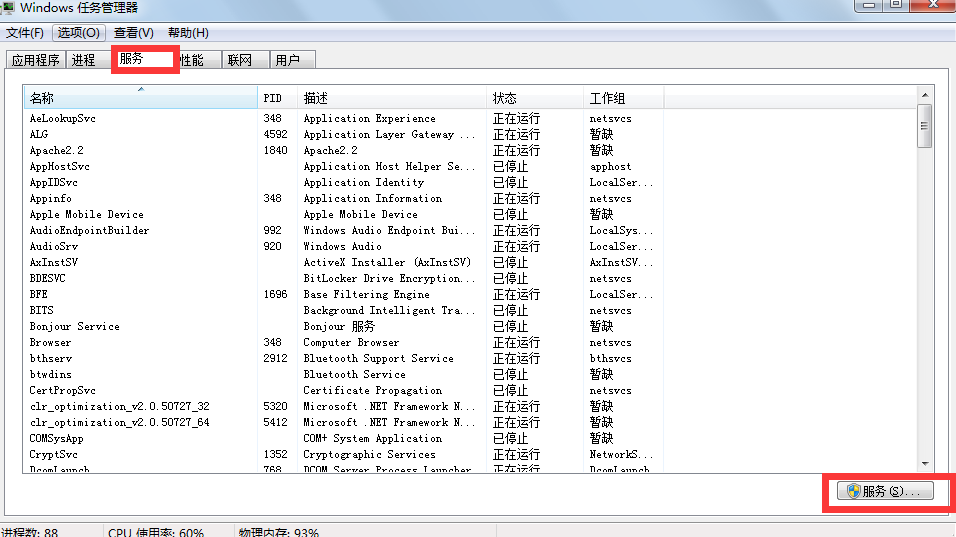 Windows 任务管理器
文件(F) 选项(O) 查看(V) 帮助(H)
应用程序 进程 服务 性能 联网 用户
名称 PID 描述 状态 工作组
AeLookupSvc 348 Application Experience 正在运行 netsvcs
ALG 4592 Application Layer Gateway ... 正在运行 暂缺
Apache2.2 1840 Apache2.2 正在运行 暂缺
AppHostSvc Application Host Helper Se... 已停止 apphost
AppIDSvc Application Identity 已停止 LocalSer...
Appinfo 348 Application Information 正在运行 netsvcs
Apple Mobile Device Apple Mobile Device 已停止 暂缺
AudioEndpointBuilder 992 Windows Audio Endpoint Bui... 正在运行 LocalSys...
AudioSrv 920 Windows Audio 正在运行 LocalSer...
AxInstSV ActiveX Installer (AxInstSV) 已停止 AxInstSV...
BDESVC BitLocker Drive Encryption... 已停止 netsvcs
BFE 1696 Base Filtering Engine 正在运行 LocalSer...
BITS Background Intelligent Tra... 已停止 netsvcs
Bonjour Service Bonjour 服务 已停止 暂缺
Browser 348 Computer Browser 正在运行 netsvcs
bthserv 2912 Bluetooth Support Service 正在运行 bthsvcs
btwdins Bluetooth Service 已停止 暂缺
CertPropSvc Certificate Propagation 已停止 netsvcs
clr_optimization_v2.0.50727_32 5320 Microsoft .NET Framework N... 正在运行 暂缺
clr_optimization_v2.0.50727_64 5412 Microsoft .NET Framework N... 正在运行 暂缺
COMSysApp COM+ System Application 已停止 暂缺
CryptSvc 1352 Cryptographic Services 正在运行 NetworkS...
DcomLaunch 768 DCOM Server Process Launcher 正在运行 DcomLaunch
服务(S)...
进程数: 88 CPU 使用率: 60% 物理内存: 93%